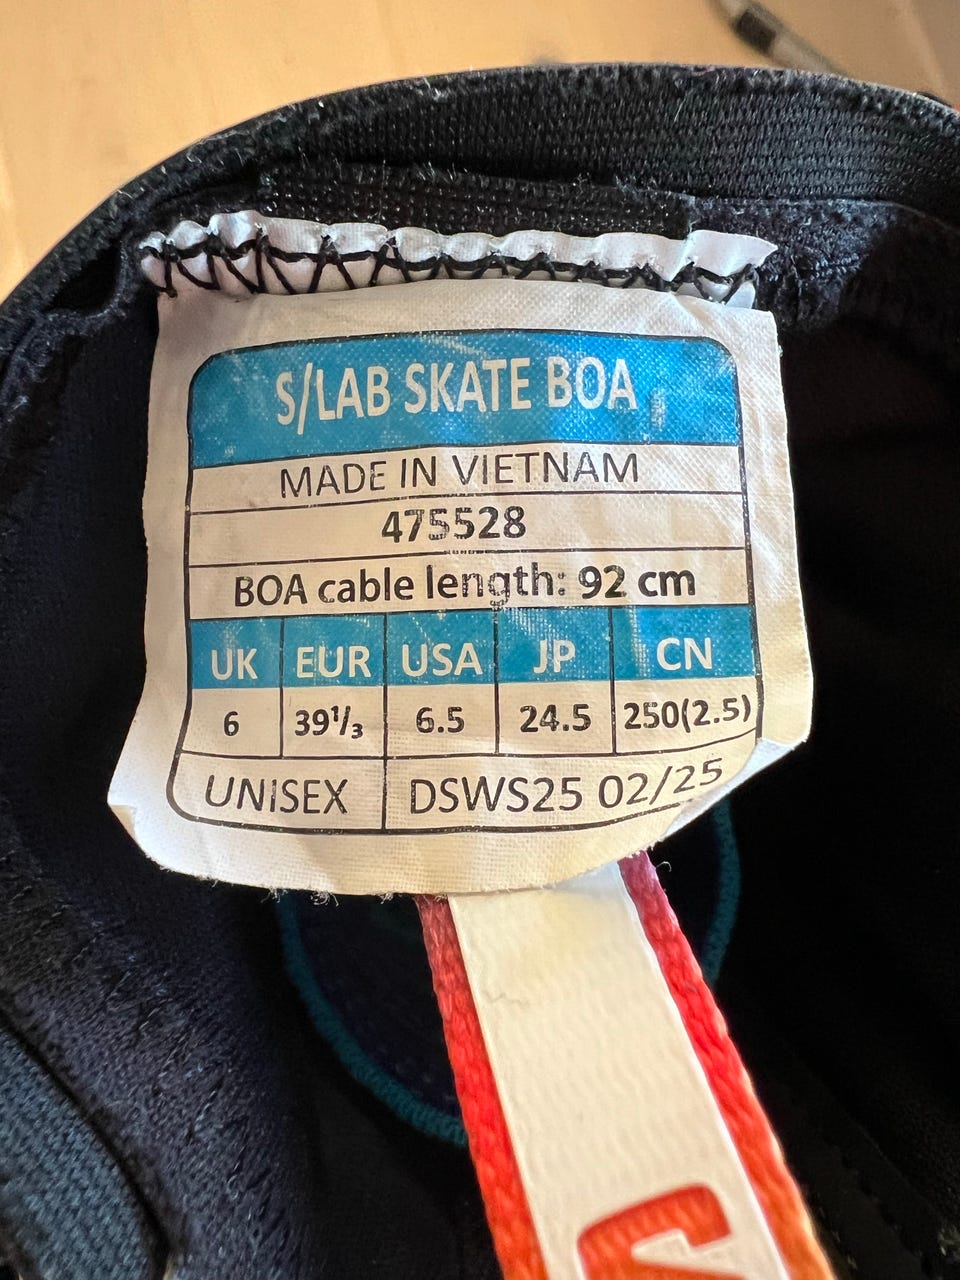 S/LAB SKATE BOA
MADE IN VIETNAM
475528
BOA cable length: 92 cm
UK EUR USA JP CN
6 39¹/₃ 6.5 24.5 250(2.5)
UNISEX DSWS25 02/25